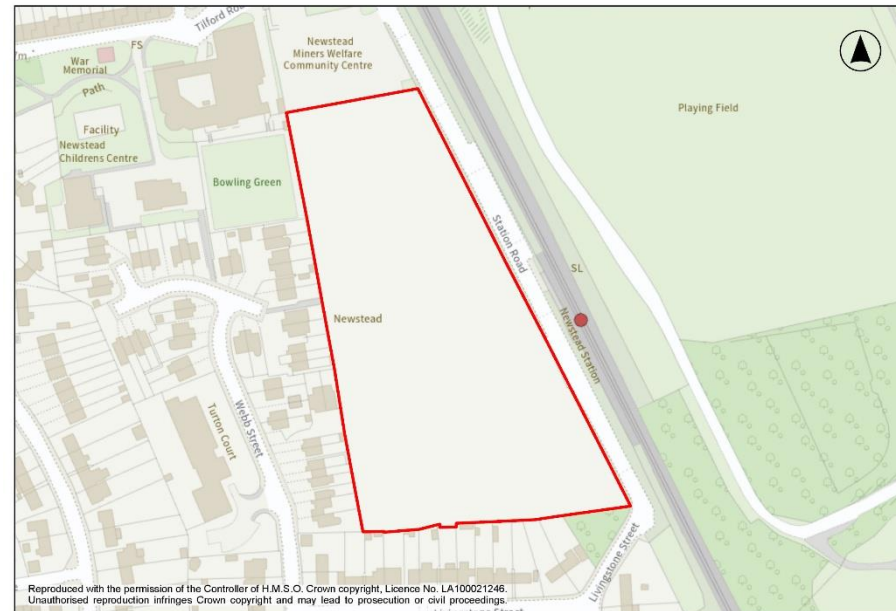 Tilford Ro
FS
War
Memorial
Path
Facility
Newstead
Childrens Centre
Newstead
Miners Welfare
Community Centre
Playing Field
Bowling Green
Station Road
SL
Newstead Station
Newstead
Webb Street
Turton Court
Livingstone Street
Reproduced with the permission of the Controller of H.M.S.O. Crown copyright, Licence No. LA100021246.
Unauthorised reproduction infringes Crown copyright and may lead to prosecution or civil proceedings.